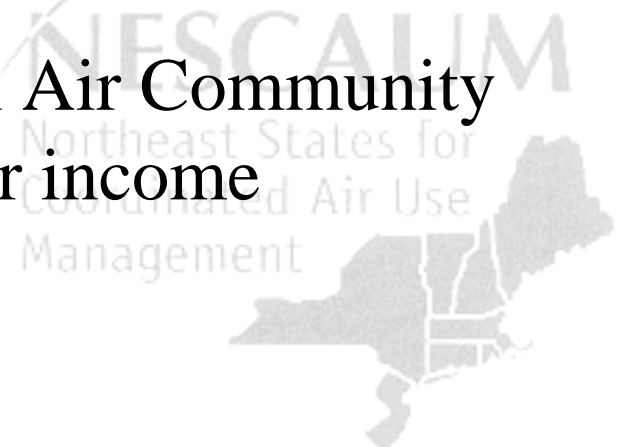 NESCAUM
Air Community
Northeast States for
r income
Coordinated Air Use
Management